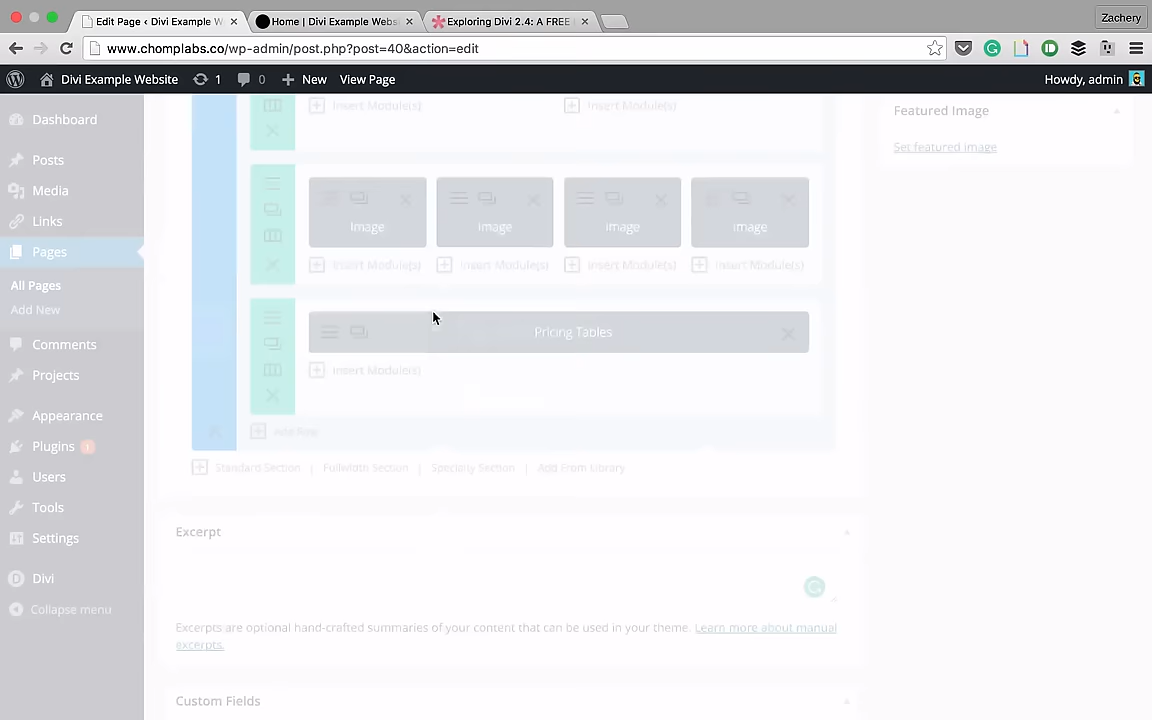 Edit Page ‹ Divi Example W
Home | Divi Example Webs
Exploring Divi 2.4: A FREE
Zachery
www.chomplabs.co/wp-admin/post.php?post=40&action=edit
Divi Example Website 1 0 New View Page
Howdy, admin
Dashboard
Posts
Media
Links
Pages
All Pages
Add New
Comments
Projects
Appearance
Plugins 1
Users
Tools
Settings
Divi
Collapse menu
Insert Module(s) Insert Module(s)
Image Image Image Image
Insert Module(s) Insert Module(s) Insert Module(s) Insert Module(s)
Pricing Tables
Insert Module(s)
Add Row
Standard Section | Fullwidth Section | Specialty Section | Add From Library
Excerpt
Excerpts are optional hand-crafted summaries of your content that can be used in your theme. Learn more about manual
excerpts.
Custom Fields
Featured Image
Set featured image